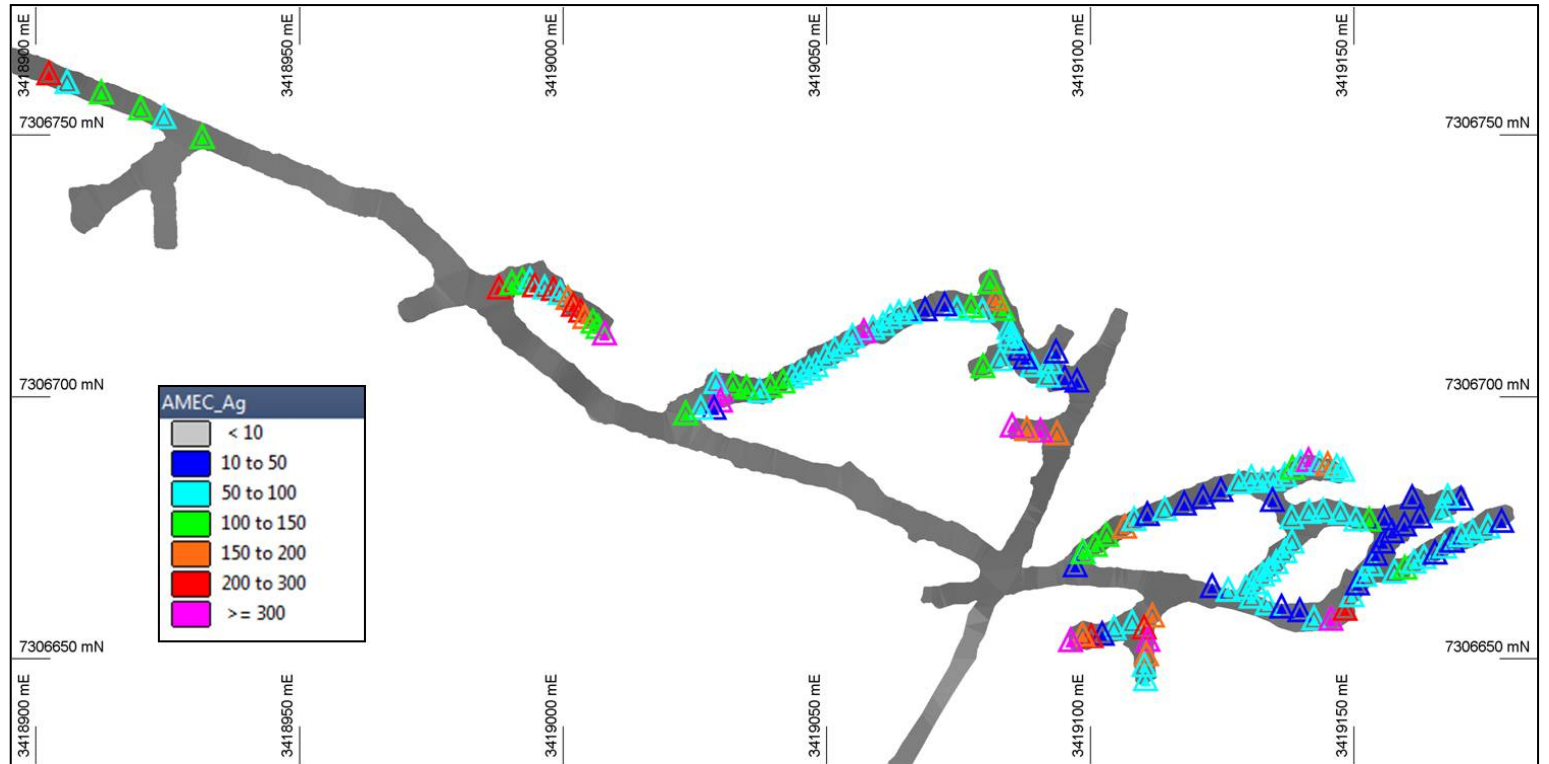 3418900 mE
3418950 mE
3419000 mE
3419050 mE
3419100 mE
3419150 mE
7306750 mN
7306750 mN
7306700 mN
7306700 mN
AMEC_Ag
< 10
10 to 50
50 to 100
100 to 150
150 to 200
200 to 300
>= 300
7306650 mN
7306650 mN
3418900 mE
3418950 mE
3419000 mE
3419050 mE
3419100 mE
3419150 mE